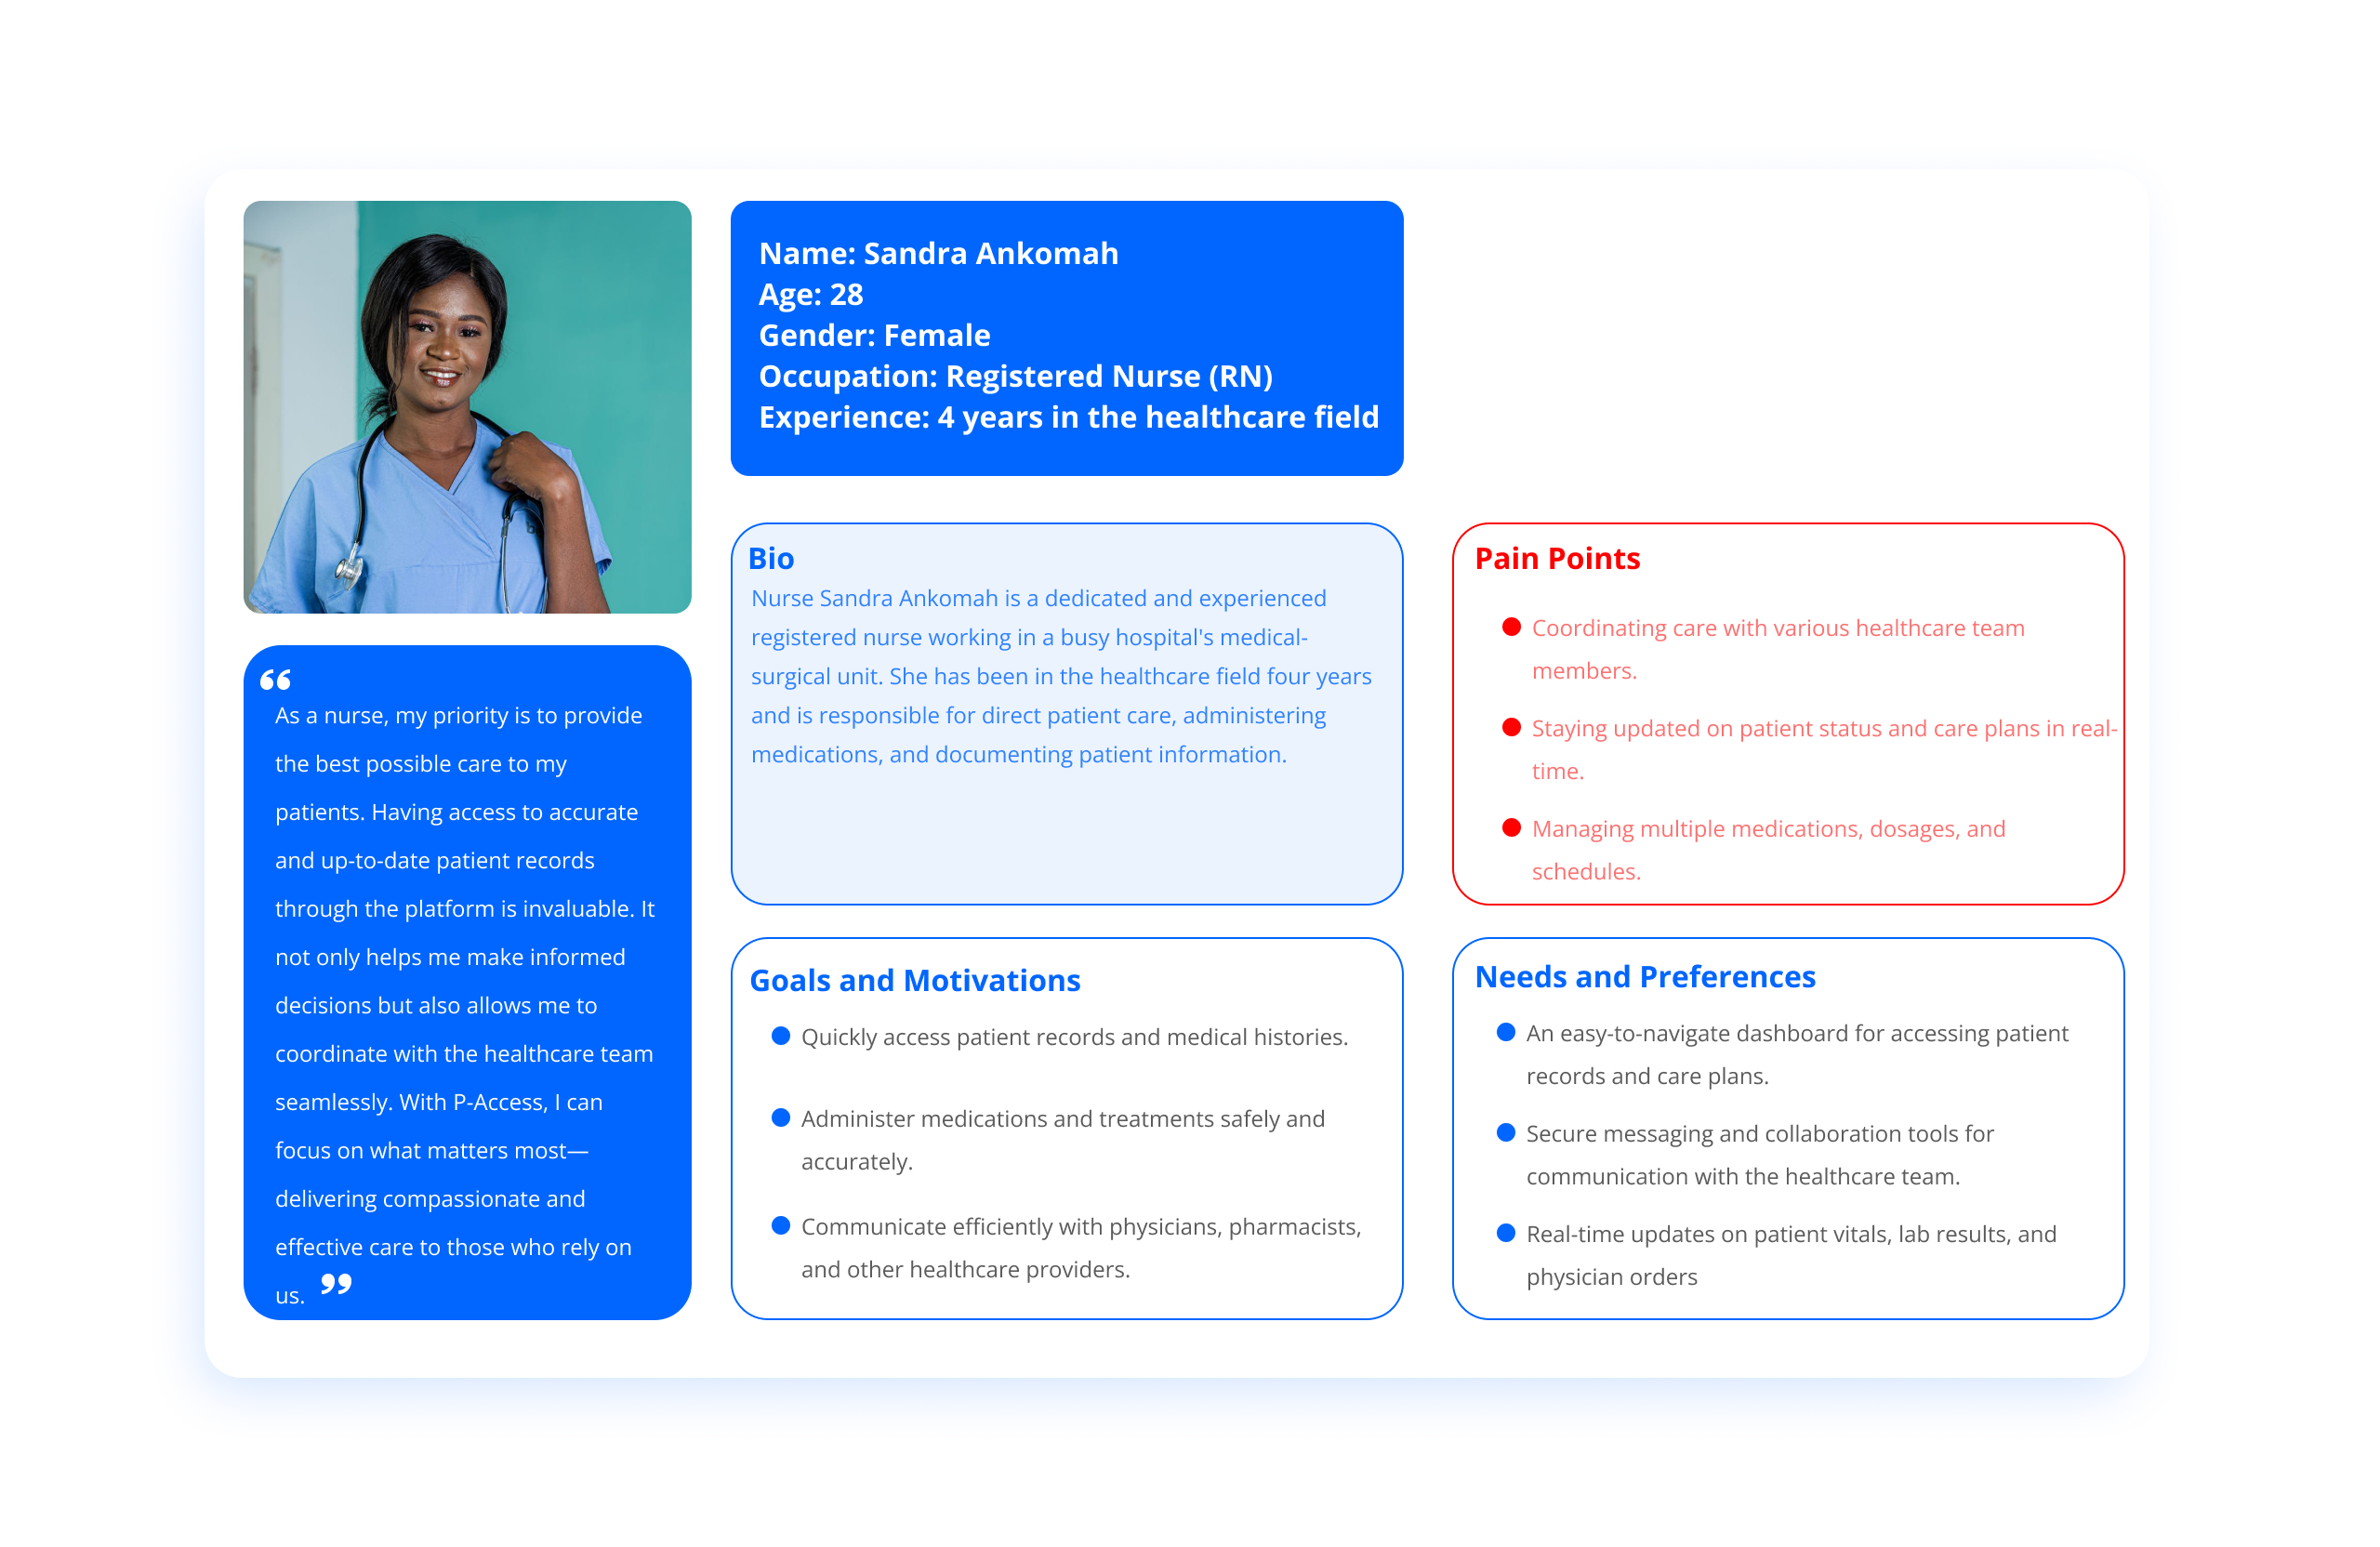 Name: Sandra Ankomah
Age: 28
Gender: Female
Occupation: Registered Nurse (RN)
Experience: 4 years in the healthcare field
“
As a nurse, my priority is to provide
the best possible care to my
patients. Having access to accurate
and up-to-date patient records
through the platform is invaluable. It
not only helps me make informed
decisions but also allows me to
coordinate with the healthcare team
seamlessly. With P-Access, I can
focus on what matters most—
delivering compassionate and
effective care to those who rely on
us. ”
Bio
Nurse Sandra Ankomah is a dedicated and experienced
registered nurse working in a busy hospital's medical-
surgical unit. She has been in the healthcare field four years
and is responsible for direct patient care, administering
medications, and documenting patient information.
Pain Points
Coordinating care with various healthcare team
members.
Staying updated on patient status and care plans in real-
time.
Managing multiple medications, dosages, and
schedules.
Goals and Motivations
Quickly access patient records and medical histories.
Administer medications and treatments safely and
accurately.
Communicate efficiently with physicians, pharmacists,
and other healthcare providers.
Needs and Preferences
An easy-to-navigate dashboard for accessing patient
records and care plans.
Secure messaging and collaboration tools for
communication with the healthcare team.
Real-time updates on patient vitals, lab results, and
physician orders